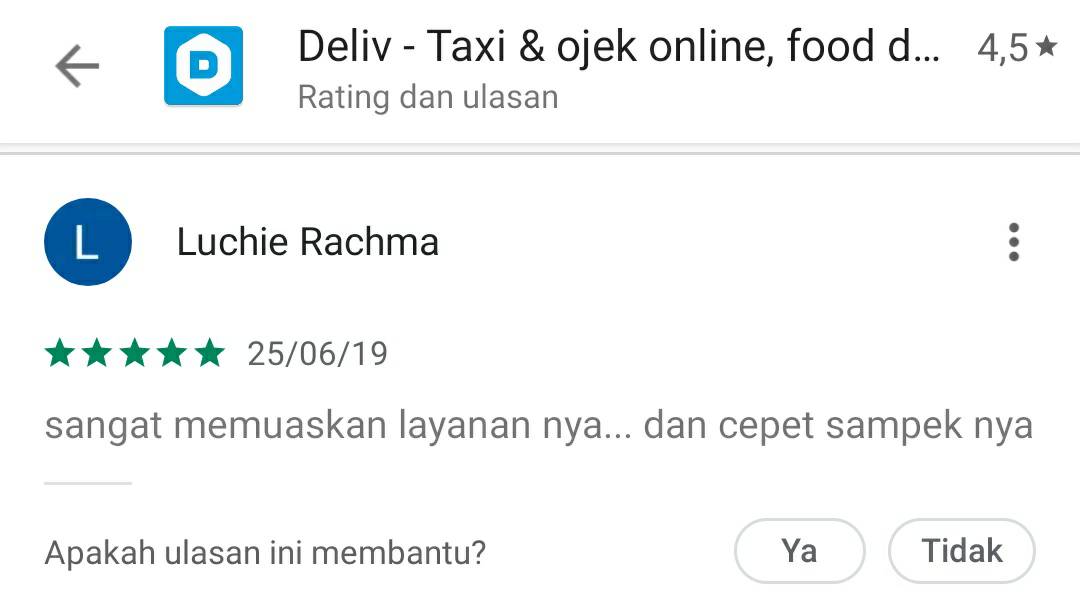 Deliv - Taxi & ojek online, food d... 4,5★
Rating dan ulasan
L
Luchie Rachma
★★★★★ 25/06/19
sangat memuaskan layanan nya... dan cepet sampek nya
Apakah ulasan ini membantu? Ya Tidak